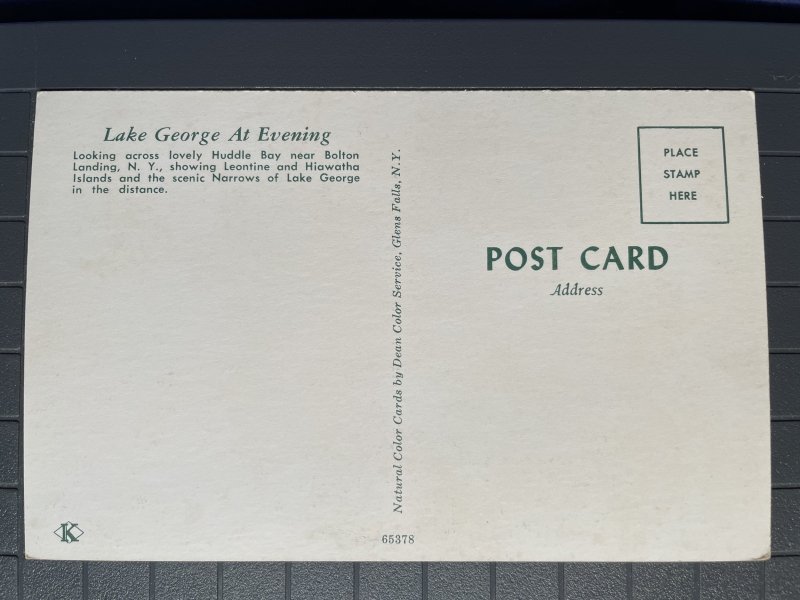 Lake George At Evening
Looking across lovely Huddle Bay near Bolton
Landing, N. Y., showing Leontine and Hiawatha
Islands and the scenic Narrows of Lake George
in the distance.
Natural Color Cards by Dean Color Service, Glens Falls, N.Y.
PLACE
STAMP
HERE
POST CARD
Address
K
65378